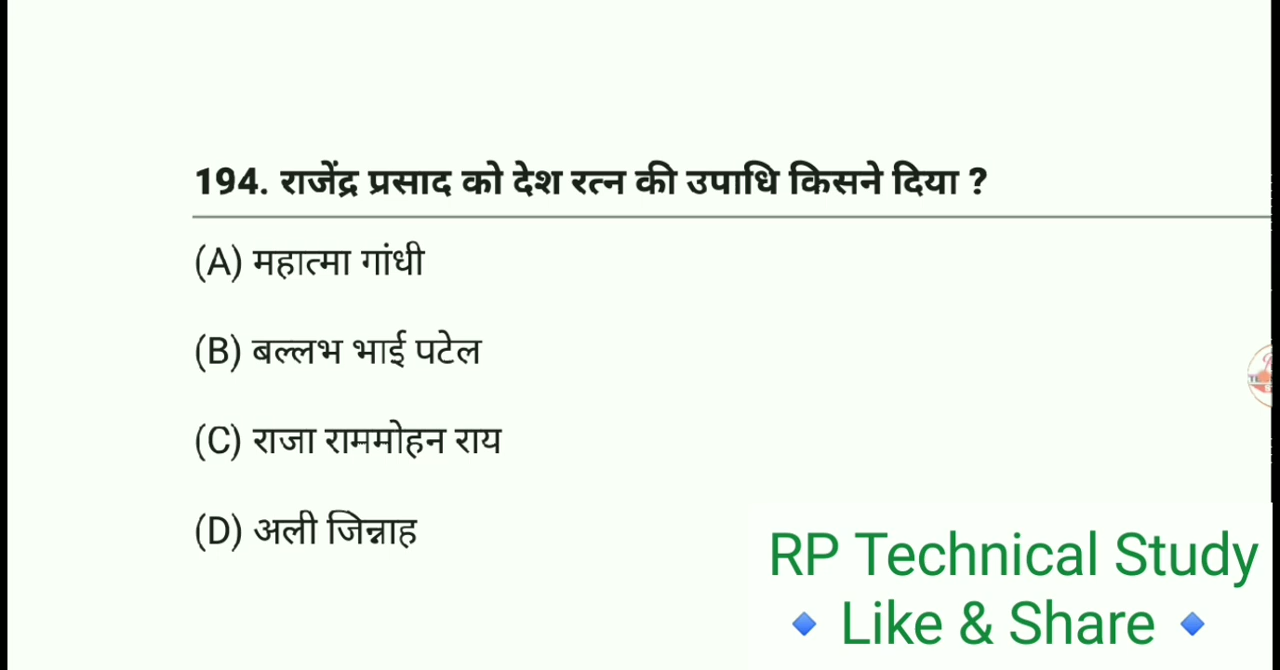 194. राजेंद्र प्रसाद को देश रत्न की उपाधि किसने दिया ?
(A) महात्मा गांधी
(B) बल्लभ भाई पटेल
(C) राजा राममोहन राय
(D) अली जिन्नाह
RP Technical Study
🔹 Like & Share 🔹